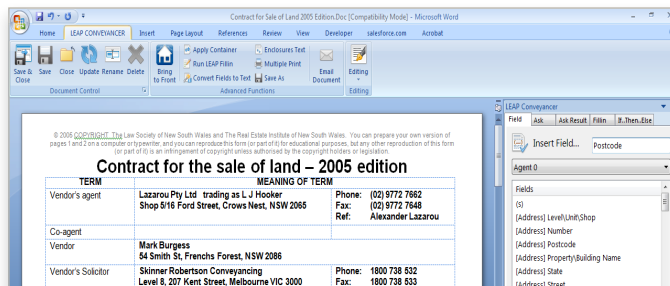 Contract for Sale of Land 2005 Edition.Doc [Compatibility Mode] - Microsoft Word
Home LEAP CONVEYANCER Insert Page Layout References Review View Developer salesforce.com Acrobat
Save & Close Save Close Update Rename Delete Bring to Front Apply Container Enclosures Text Email Document Editing
Run LEAP Fillin Multiple Print
Convert Fields to Text Save As
Document Control Advanced Functions Editing
LEAP Conveyancer
Field Ask Ask Result Fillin If..Then..Else
Insert Field... Postcode
Agent 0
Fields
(s)
[Address] Level\Unit\Shop
[Address] Number
[Address] Postcode
[Address] Property\Building Name
[Address] State
[Address] Street
© 2005 COPYRIGHT. The Law Society of New South Wales and The Real Estate Institute of New South Wales. You can prepare your own version of
pages 1 and 2 on a computer or typewriter, and you can reproduce this form (or part of it) for educational purposes, but any other reproduction of this form
(or part of it) is an infringement of copyright unless authorised by the copyright holders or legislation.
Contract for the sale of land – 2005 edition
TERM MEANING OF TERM
Vendor's agent Lazarou Pty Ltd trading as L J Hooker Phone: (02) 9772 7662
Shop 5/16 Ford Street, Crows Nest, NSW 2065 Fax: (02) 9772 7648
Ref: Alexander Lazarou
Co-agent
Vendor Mark Burgess
54 Smith St, Frenchs Forest, NSW 2086
Vendor's Solicitor Skinner Robertson Conveyancing Phone: 1800 738 532
Level 8, 207 Kent Street, Melbourne VIC 3000 Fax: 1800 738 533